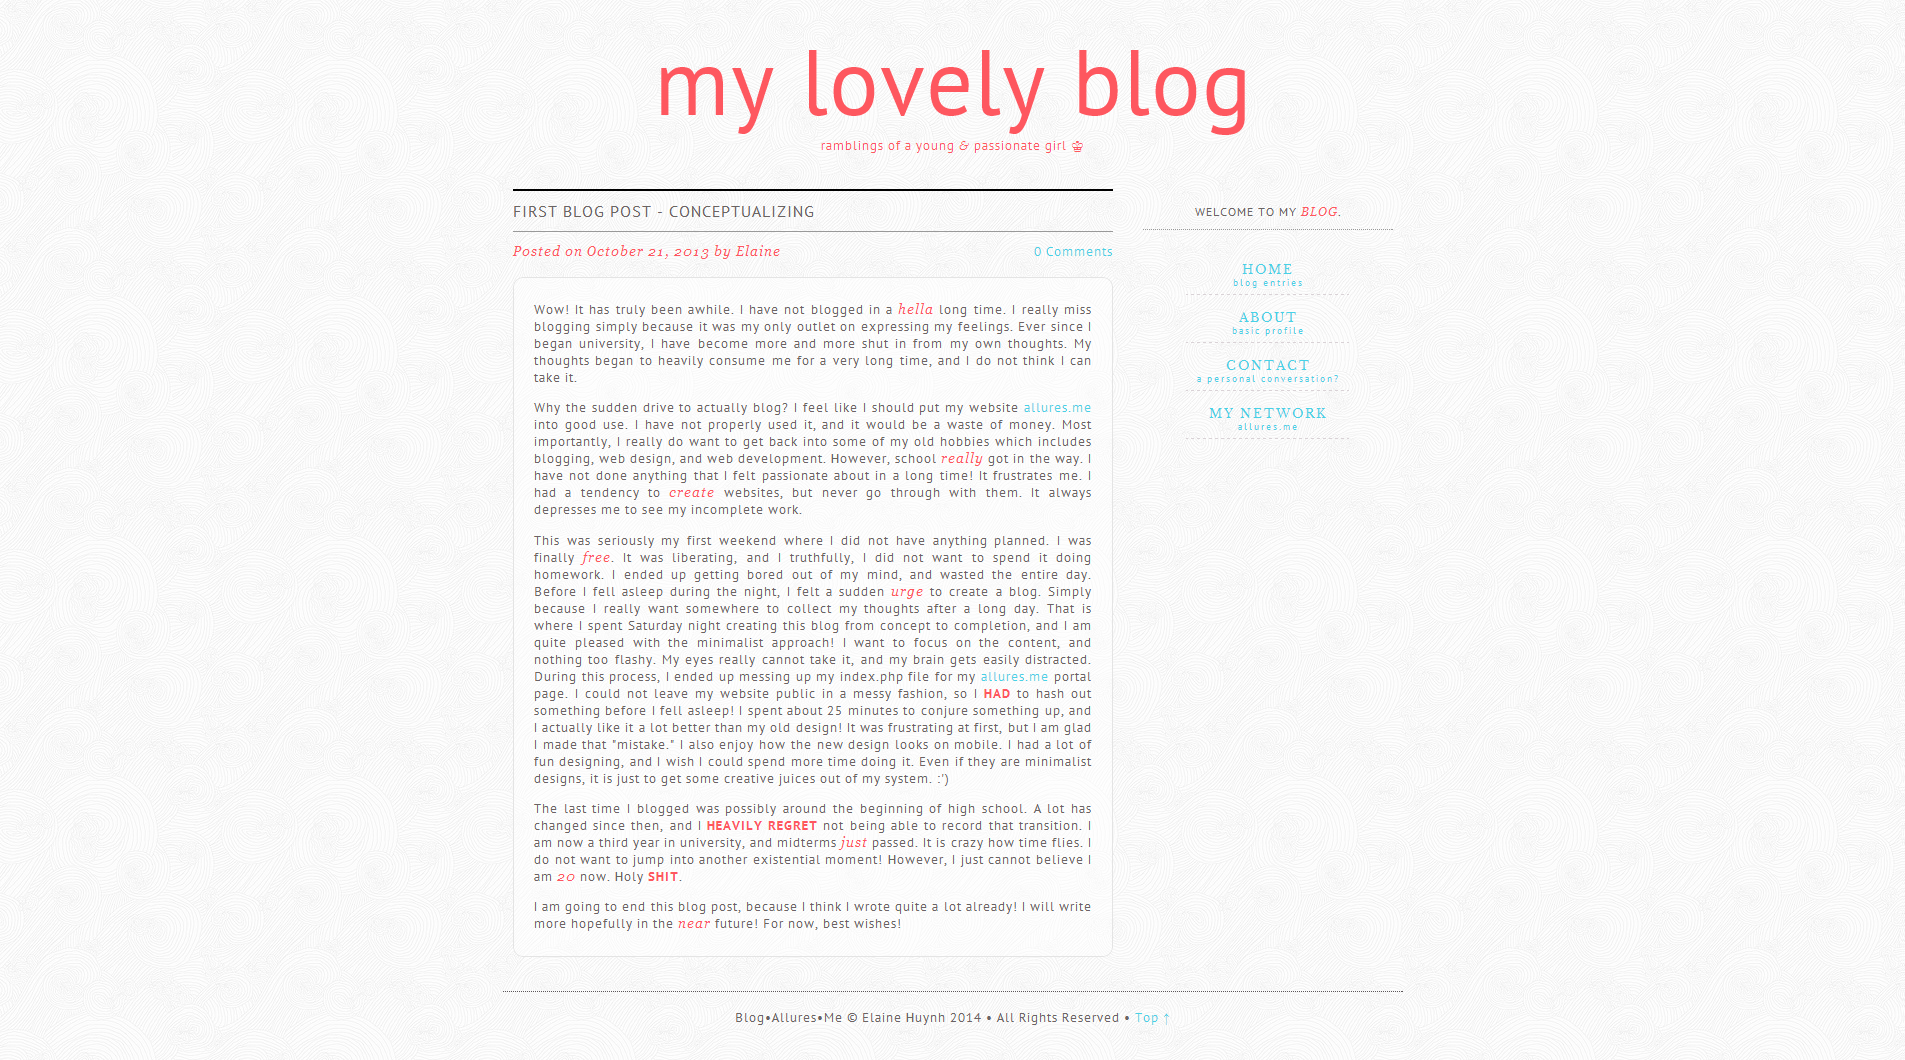 my lovely blog
ramblings of a young & passionate girl ♔
FIRST BLOG POST - CONCEPTUALIZING
Posted on October 21, 2013 by Elaine
0 Comments
Wow! It has truly been awhile. I have not blogged in a hella long time. I really miss
blogging simply because it was my only outlet on expressing my feelings. Ever since I
began university, I have become more and more shut in from my own thoughts. My
thoughts began to heavily consume me for a very long time, and I do not think I can
take it.
Why the sudden drive to actually blog? I feel like I should put my website allures.me
into good use. I have not properly used it, and it would be a waste of money. Most
importantly, I really do want to get back into some of my old hobbies which includes
blogging, web design, and web development. However, school really got in the way. I
have not done anything that I felt passionate about in a long time! It frustrates me. I
had a tendency to create websites, but never go through with them. It always
depresses me to see my incomplete work.
This was seriously my first weekend where I did not have anything planned. I was
finally free. It was liberating, and I truthfully, I did not want to spend it doing
homework. I ended up getting bored out of my mind, and wasted the entire day.
Before I fell asleep during the night, I felt a sudden urge to create a blog. Simply
because I really want somewhere to collect my thoughts after a long day. That is
where I spent Saturday night creating this blog from concept to completion, and I am
quite pleased with the minimalist approach! I want to focus on the content, and
nothing too flashy. My eyes really cannot take it, and my brain gets easily distracted.
During this process, I ended up messing up my index.php file for my allures.me portal
page. I could not leave my website public in a messy fashion, so I HAD to hash out
something before I fell asleep! I spent about 25 minutes to conjure something up, and
I actually like it a lot better than my old design! It was frustrating at first, but I am glad
I made that "mistake." I also enjoy how the new design looks on mobile. I had a lot of
fun designing, and I wish I could spend more time doing it. Even if they are minimalist
designs, it is just to get some creative juices out of my system. :')
The last time I blogged was possibly around the beginning of high school. A lot has
changed since then, and I HEAVILY REGRET not being able to record that transition. I
am now a third year in university, and midterms just passed. It is crazy how time flies. I
do not want to jump into another existential moment! However, I just cannot believe I
am 20 now. Holy SHIT.
I am going to end this blog post, because I think I wrote quite a lot already! I will write
more hopefully in the near future! For now, best wishes!
WELCOME TO MY BLOG.
HOME
blog entries
ABOUT
basic profile
CONTACT
a personal conversation?
MY NETWORK
allures.me
Blog•Allures•Me © Elaine Huynh 2014 • All Rights Reserved • Top ↑